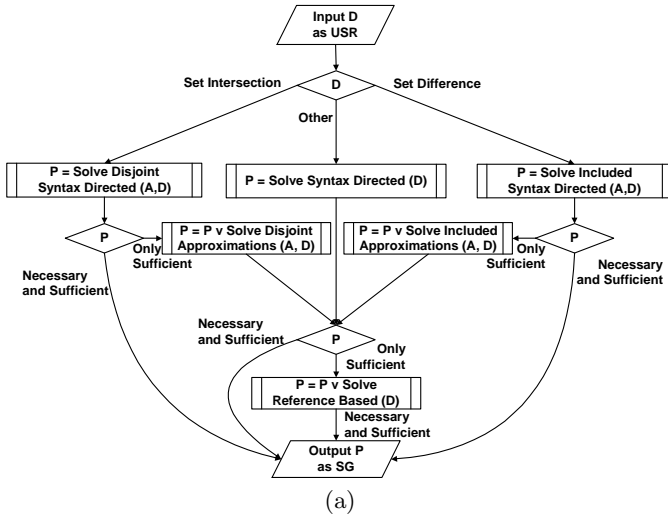 Input D
as USR
Set Intersection
D
Set Difference
Other
P = Solve Disjoint
Syntax Directed (A,D)
P = Solve Syntax Directed (D)
P = Solve Included
Syntax Directed (A,D)
P
Only
Sufficient
P = P v Solve Disjoint
Approximations (A, D)
P = P v Solve Included
Approximations (A, D)
Only
Sufficient
P
Necessary
and Sufficient
Necessary
and Sufficient
Necessary
and Sufficient
P
Only
Sufficient
P = P v Solve
Reference Based (D)
Necessary
and Sufficient
Output P
as SG
(a)